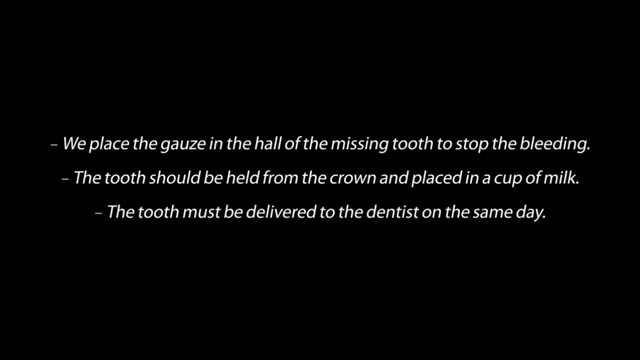 – We place the gauze in the hall of the missing tooth to stop the bleeding.
– The tooth should be held from the crown and placed in a cup of milk.
– The tooth must be delivered to the dentist on the same day.